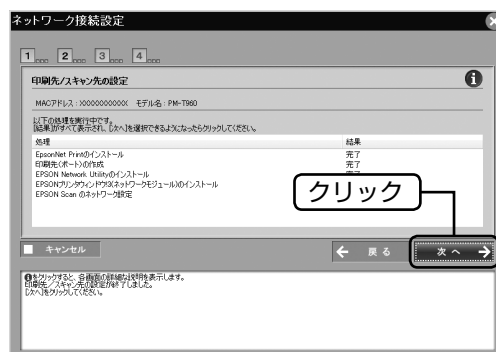 ネットワーク接続設定
1 2 3 4
印刷先/スキャン先の設定
MACアドレス：XXXXXXXXXXXX モデル名：PM-T960
以下の処理を実行中です。
[結果]がすべて表示され、[次へ]を選択できるようになったらクリックしてください。
処理 結果
EpsonNet Printのインストール 完了
印刷先(ポート)の作成 完了
EPSON Network Utilityのインストール 完了
EPSONプリンタウィンドウ!3(ネットワークモジュール)のインストール
EPSON Scan のネットワーク設定
クリック
キャンセル 戻る 次へ
をクリックすると、各画面の詳細な説明を表示します。
印刷先/スキャン先の設定が終了しました。
[次へ]をクリックしてください。